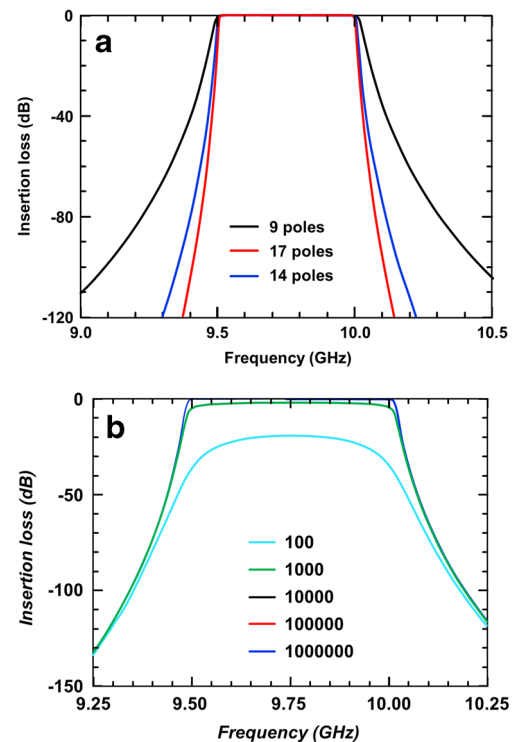 a
0
-40
-80
-120
Insertion loss (dB)
9 poles
17 poles
14 poles
9.0
9.5
10.0
10.5
Frequency (GHz)
b
0
-50
-100
-150
Insertion loss (dB)
100
1000
10000
100000
1000000
9.25
9.50
9.75
10.00
10.25
Frequency (GHz)